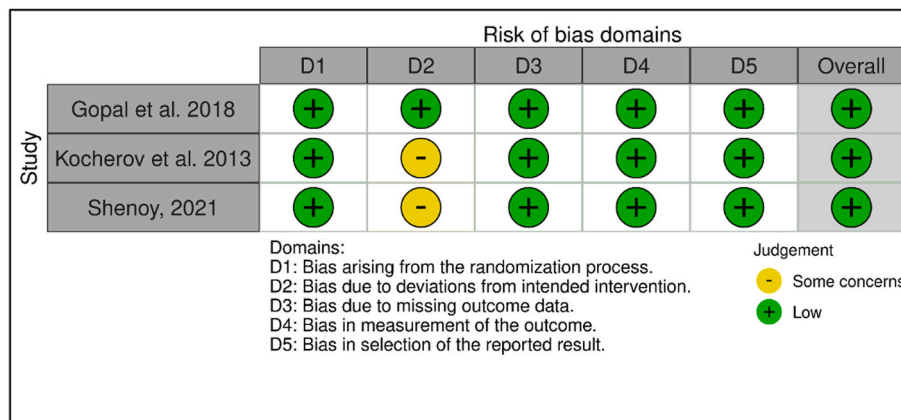 Risk of bias domains
D1 D2 D3 D4 D5 Overall
Study
Gopal et al. 2018 + + + + + +
Kocherov et al. 2013 + - + + + +
Shenoy, 2021 + - + + + +
Domains:
D1: Bias arising from the randomization process.
D2: Bias due to deviations from intended intervention.
D3: Bias due to missing outcome data.
D4: Bias in measurement of the outcome.
D5: Bias in selection of the reported result.
Judgement
- Some concerns
+ Low